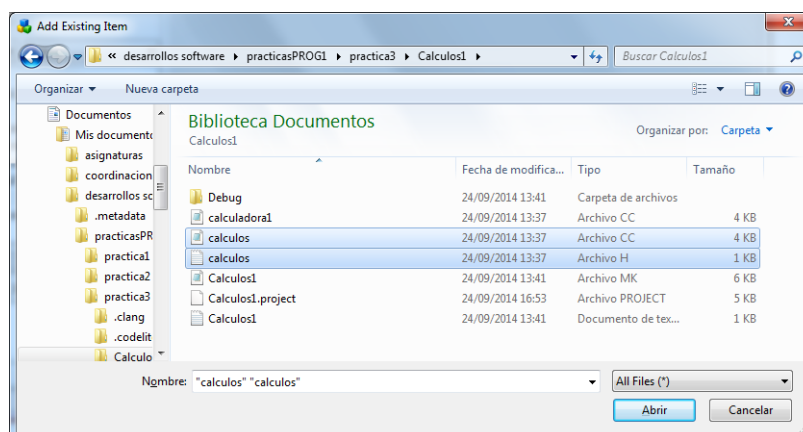 Add Existing Item
« desarrollos software ▸ practicasPROG1 ▸ practica3 ▸ Calculos1 ▸ Buscar Calculos1
Organizar ▾ Nueva carpeta
Documentos
Mis documento
asignaturas
coordinacion
desarrollos sc
.metadata
practicasPR
practica1
practica2
practica3
.clang
.codelit
Calculo
Biblioteca Documentos
Calculos1
Organizar por: Carpeta ▾
Nombre Fecha de modifica... Tipo Tamaño
Debug 24/09/2014 13:41 Carpeta de archivos
calculadora1 24/09/2014 13:37 Archivo CC 4 KB
calculos 24/09/2014 13:37 Archivo CC 4 KB
calculos 24/09/2014 13:37 Archivo H 1 KB
Calculos1 24/09/2014 13:41 Archivo MK 6 KB
Calculos1.project 24/09/2014 16:53 Archivo PROJECT 5 KB
Calculos1 24/09/2014 13:41 Documento de tex... 1 KB
Nombre: "calculos" "calculos" All Files (*)
Abrir Cancelar